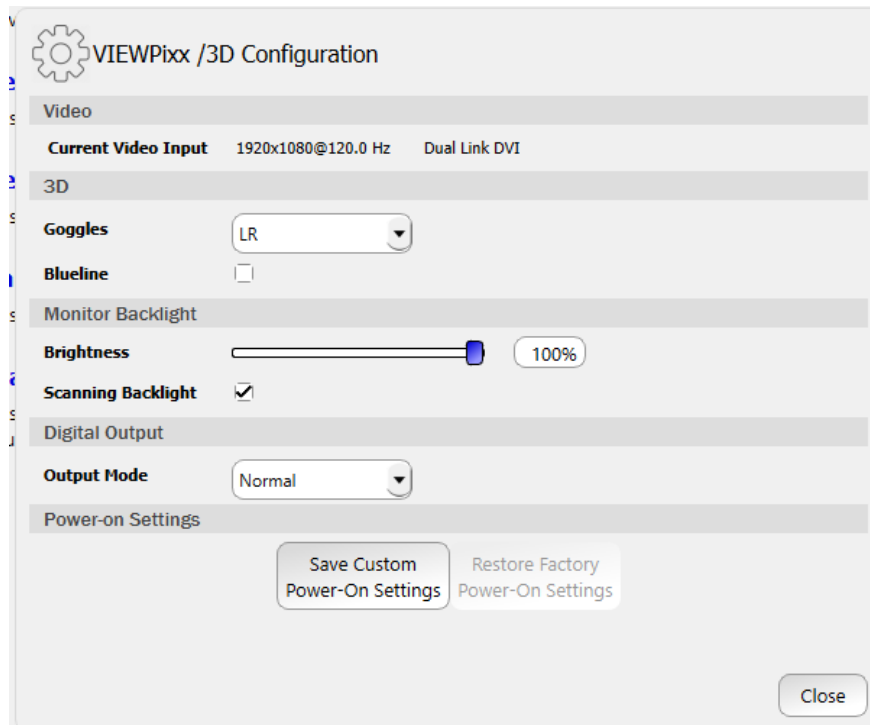 VIEWPixx /3D Configuration
Video
Current Video Input 1920x1080@120.0 Hz Dual Link DVI
3D
Goggles LR
Blueline
Monitor Backlight
Brightness 100%
Scanning Backlight
Digital Output
Output Mode Normal
Power-on Settings
Save Custom
Power-On Settings
Restore Factory
Power-On Settings
Close